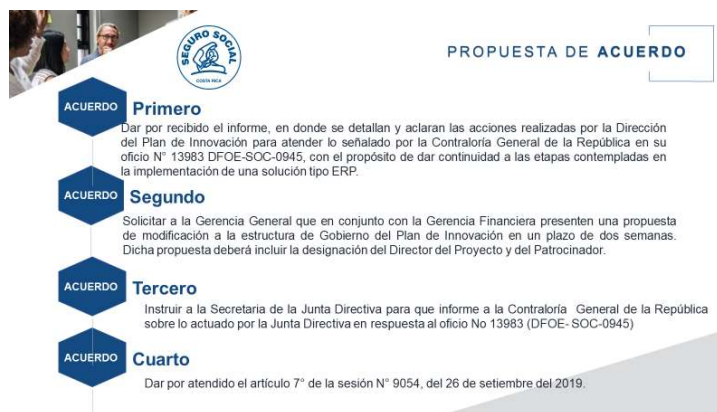 SEGURO SOCIAL
COSTA RICA
PROPUESTA DE ACUERDO
ACUERDO
Primero
Dar por recibido el informe, en donde se detallan y aclaran las acciones realizadas por la Dirección
del Plan de Innovación para atender lo señalado por la Contraloría General de la República en su
oficio N° 13983 DFOE-SOC-0945, con el propósito de dar continuidad a las etapas contempladas en
la implementación de una solución tipo ERP.
ACUERDO
Segundo
Solicitar a la Gerencia General que en conjunto con la Gerencia Financiera presenten una propuesta
de modificación a la estructura de Gobierno del Plan de Innovación en un plazo de dos semanas.
Dicha propuesta deberá incluir la designación del Director del Proyecto y del Patrocinador.
ACUERDO
Tercero
Instruir a la Secretaria de la Junta Directiva para que informe a la Contraloría General de la República
sobre lo actuado por la Junta Directiva en respuesta al oficio No 13983 (DFOE- SOC-0945)
ACUERDO
Cuarto
Dar por atendido el artículo 7° de la sesión N° 9054, del 26 de setiembre del 2019.